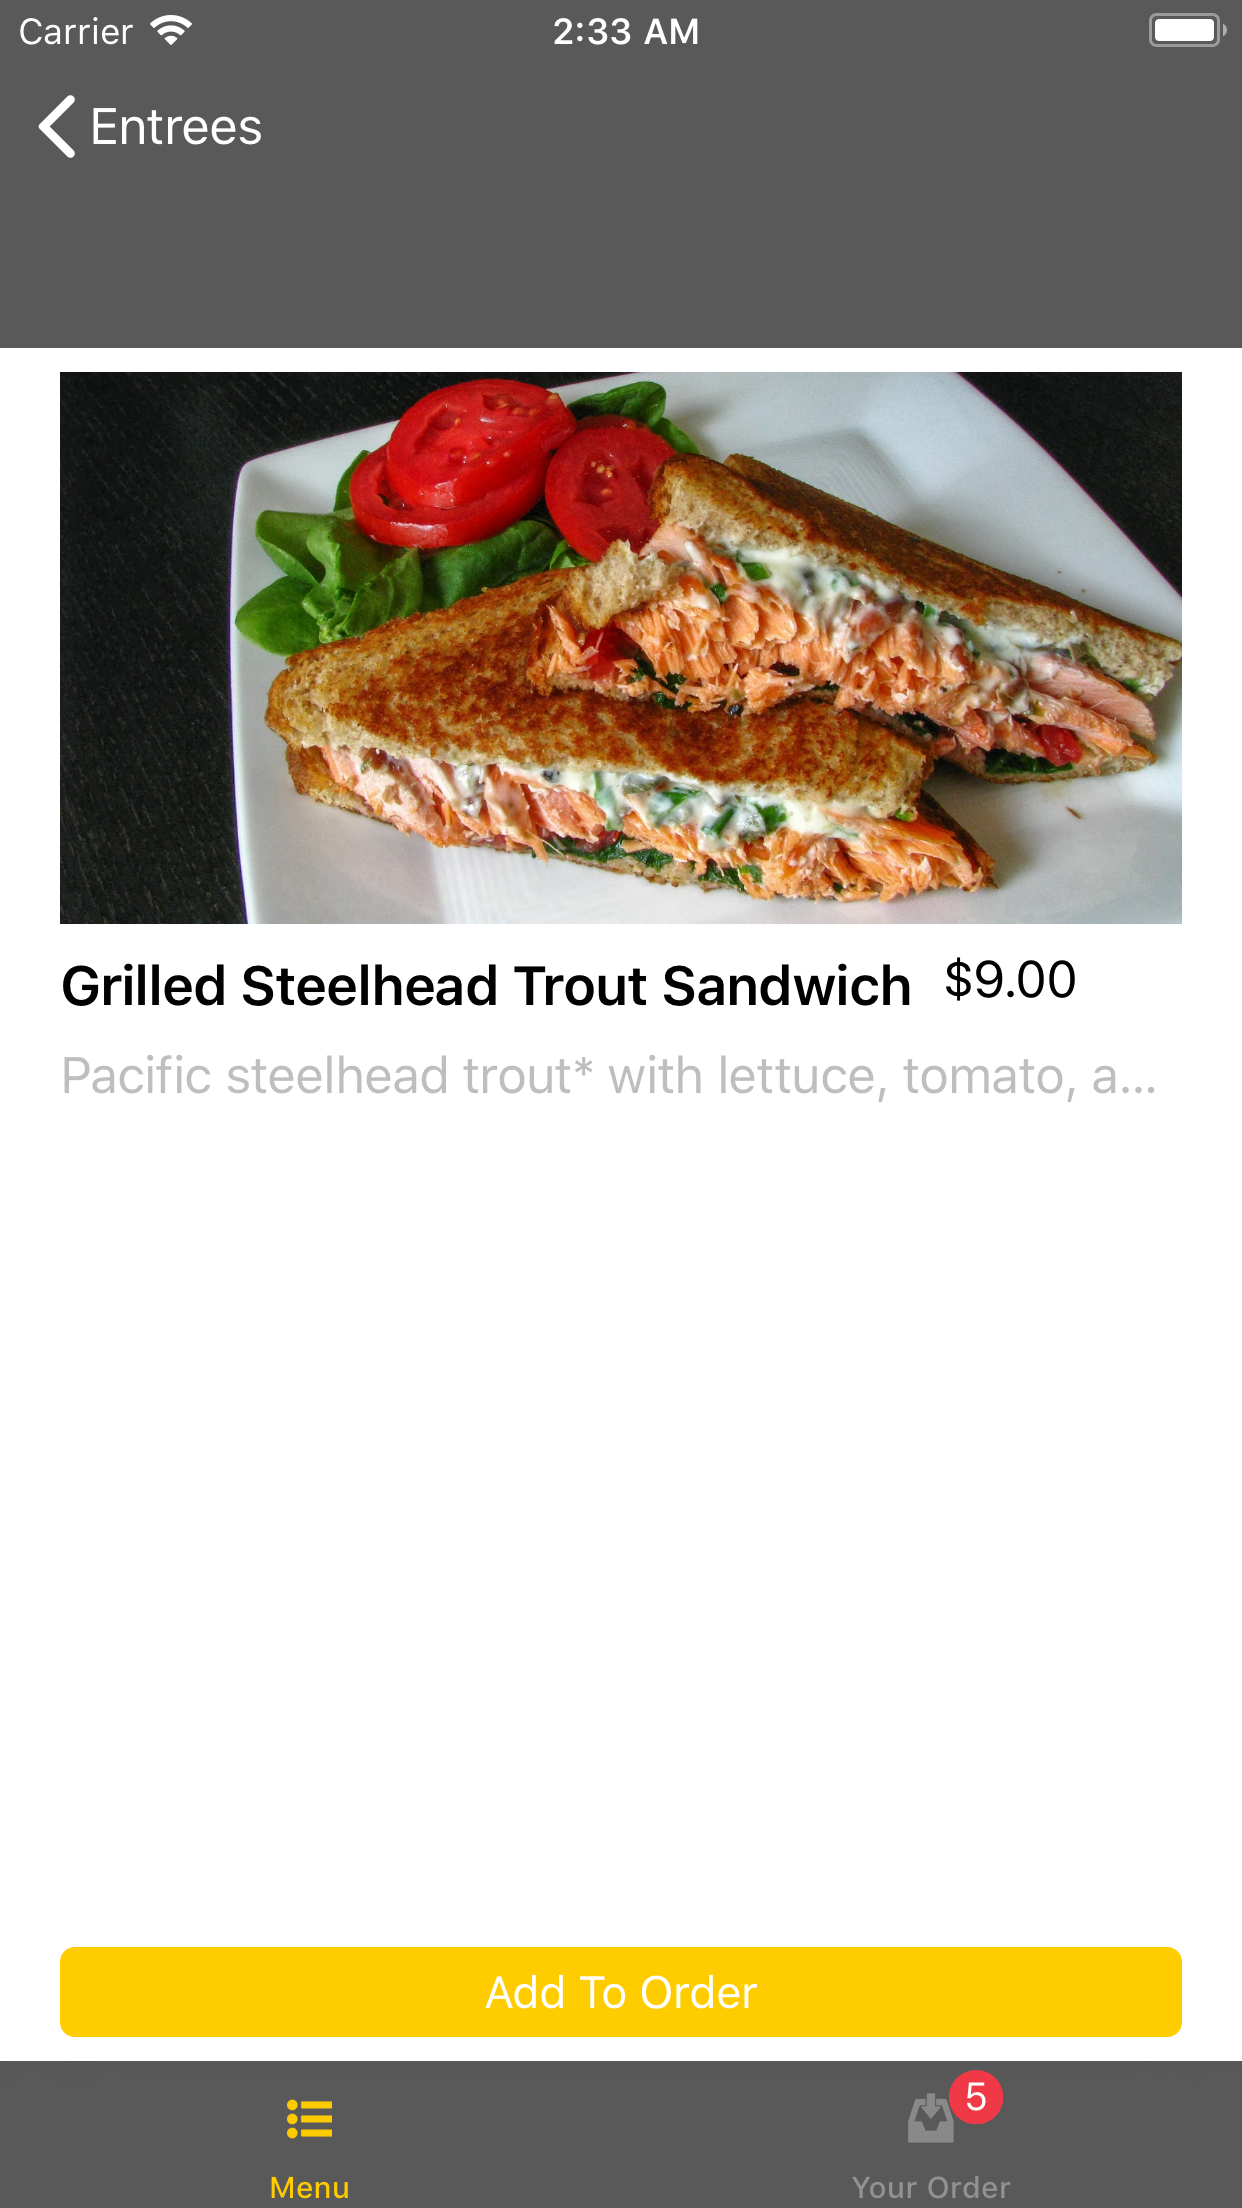 Carrier 2:33 AM
Entrees
Grilled Steelhead Trout Sandwich $9.00
Pacific steelhead trout* with lettuce, tomato, a...
Add To Order
5
Menu Your Order